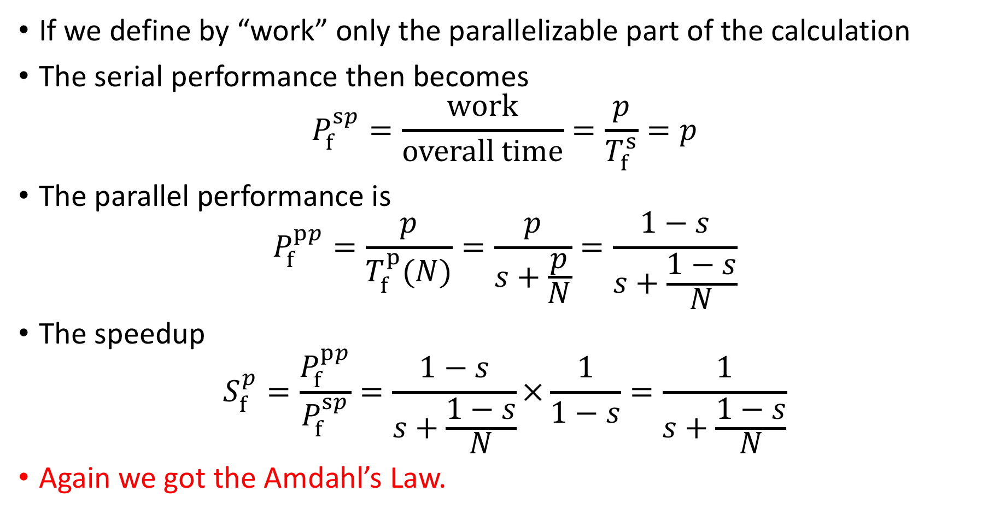 • If we define by “work” only the parallelizable part of the calculation
• The serial performance then becomes
$P_{\mathrm{f}}^{\mathrm{s}p} = \frac{\text{work}}{\text{overall time}} = \frac{p}{T_{\mathrm{f}}^{\mathrm{s}}} = p$
• The parallel performance is
$P_{\mathrm{f}}^{\mathrm{p}p} = \frac{p}{T_{\mathrm{f}}^{\mathrm{p}}(N)} = \frac{p}{s + \frac{p}{N}} = \frac{1 - s}{s + \frac{1 - s}{N}}$
• The speedup
$S_{\mathrm{f}}^{p} = \frac{P_{\mathrm{f}}^{\mathrm{p}p}}{P_{\mathrm{f}}^{\mathrm{s}p}} = \frac{1 - s}{s + \frac{1 - s}{N}} \times \frac{1}{1 - s} = \frac{1}{s + \frac{1 - s}{N}}$
• Again we got the Amdahl’s Law.